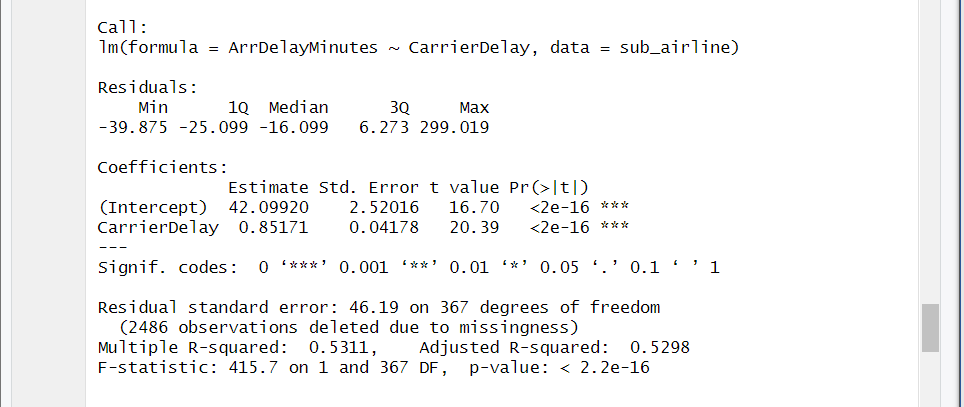 Call:
lm(formula = ArrDelayMinutes ~ CarrierDelay, data = sub_airline)
Residuals:
Min 1Q Median 3Q Max
-39.875 -25.099 -16.099 6.273 299.019
Coefficients:
Estimate Std. Error t value Pr(>|t|)
(Intercept) 42.09920 2.52016 16.70 <2e-16 ***
CarrierDelay 0.85171 0.04178 20.39 <2e-16 ***
---
Signif. codes: 0 ‘***’ 0.001 ‘**’ 0.01 ‘*’ 0.05 ‘.’ 0.1 ‘ ’ 1
Residual standard error: 46.19 on 367 degrees of freedom
(2486 observations deleted due to missingness)
Multiple R-squared: 0.5311, Adjusted R-squared: 0.5298
F-statistic: 415.7 on 1 and 367 DF, p-value: < 2.2e-16